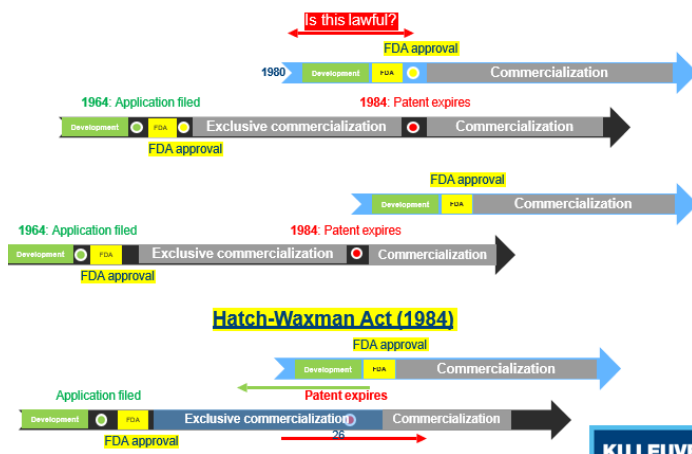 Is this lawful?
FDA approval
1980
Development
FDA
Commercialization
1964: Application filed
1984: Patent expires
Development
FDA
Exclusive commercialization
Commercialization
FDA approval
FDA approval
Development
FDA
Commercialization
1964: Application filed
1984: Patent expires
Development
FDA
Exclusive commercialization
Commercialization
FDA approval
Hatch-Waxman Act (1984)
FDA approval
Development
FDA
Commercialization
Application filed
Patent expires
Development
FDA
Exclusive commercialization
Commercialization
26
FDA approval